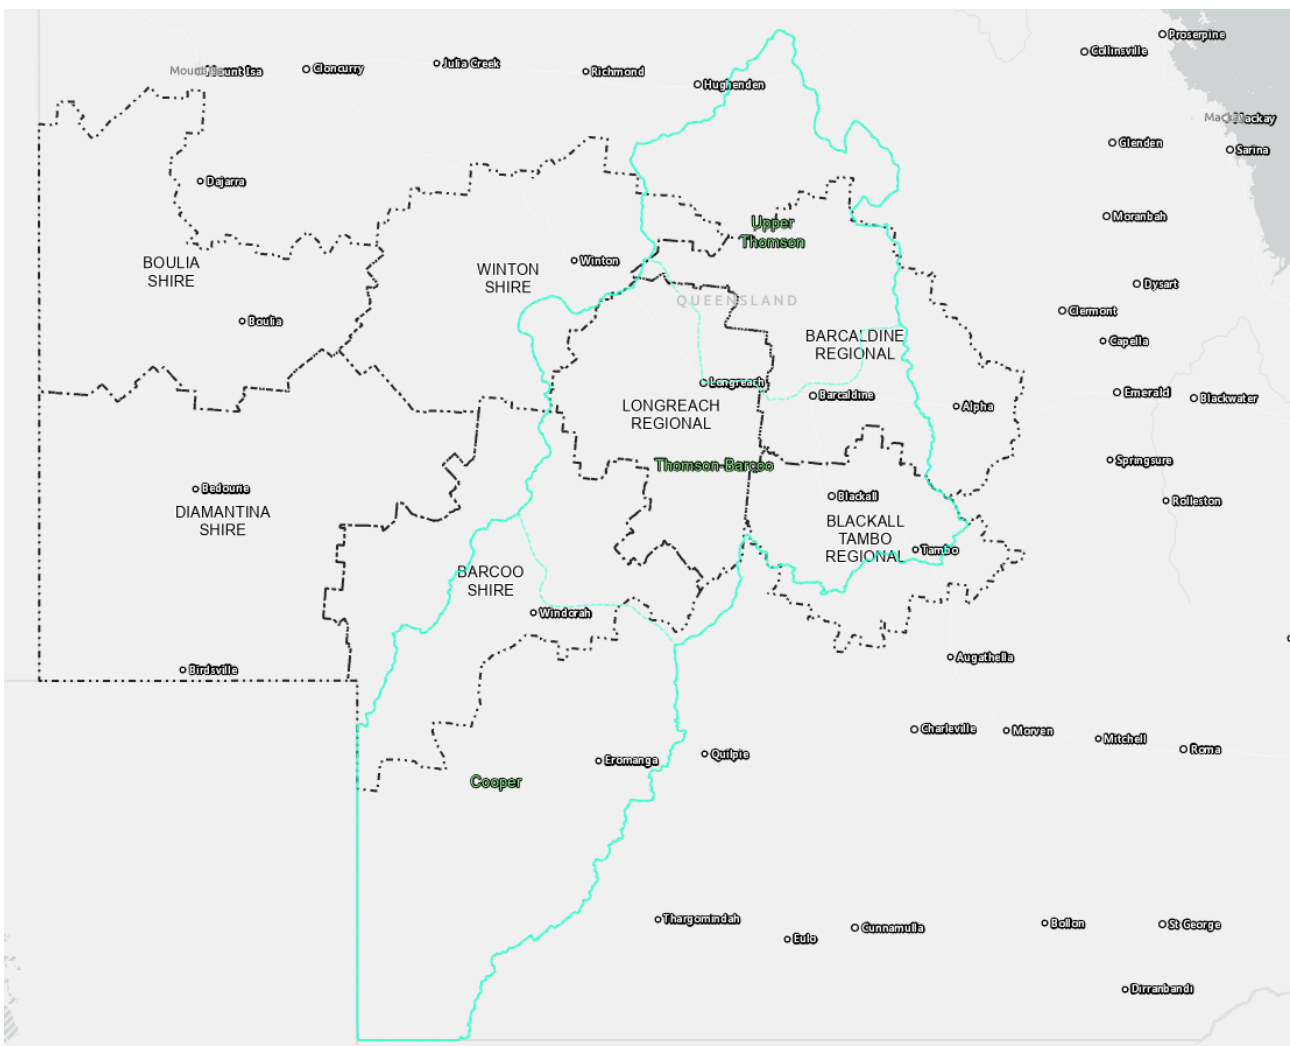 Proserpine
Collinsville
Julia Creek
Cloncurry
Mount Isa
Richmond
Hughenden
Mackay
Glenden
Sarina
Dajarra
Moranbah
Upper
Thomson
BOULIA
SHIRE
WINTON
SHIRE
Winton
Dysart
QUEENSLAND
Clermont
Boulia
BARCALDINE
REGIONAL
Capella
Longreach
Barcaldine
Emerald
Blackwater
LONGREACH
REGIONAL
Alpha
Thomson-Barcoo
Springsure
Bedourie
Blackall
Rolleston
DIAMANTINA
SHIRE
BLACKALL
TAMBO
REGIONAL
Tambo
BARCOO
SHIRE
Windorah
Birdsville
Augathella
Charleville
Morven
Mitchell
Roma
Eromanga
Quilpie
Cooper
Thargomindah
Eulo
Cunnamulla
Bollon
St George
Dirranbandi